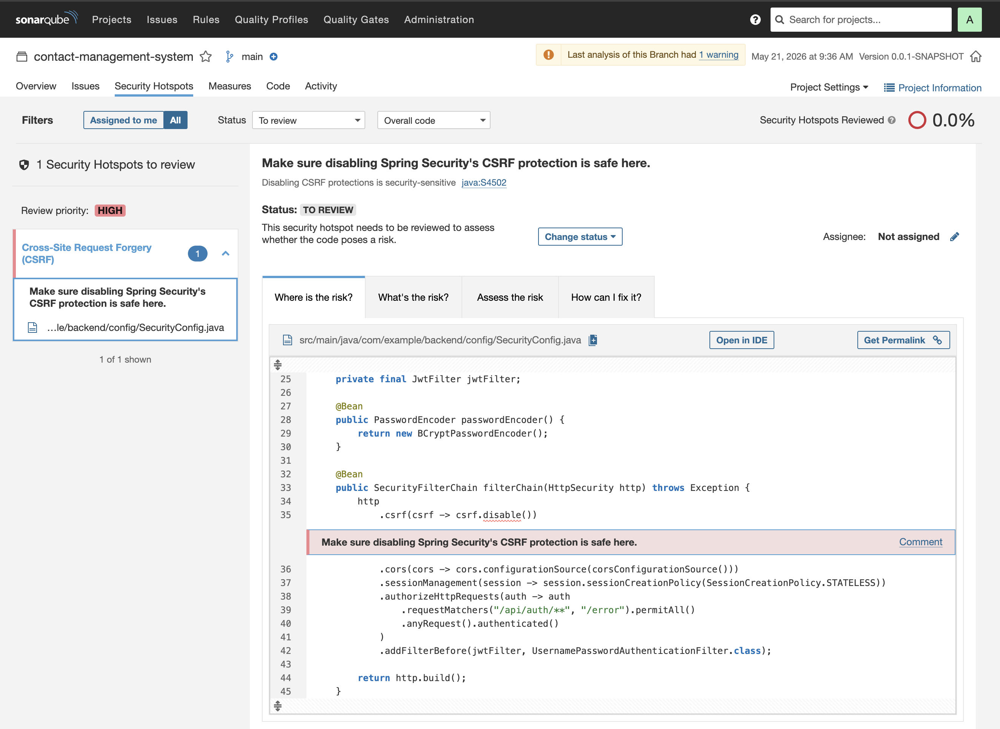 sonarqube Projects Issues Rules Quality Profiles Quality Gates Administration Search for projects... A
contact-management-system main Last analysis of this Branch had 1 warning May 21, 2026 at 9:36 AM Version 0.0.1-SNAPSHOT
Overview Issues Security Hotspots Measures Code Activity Project Settings Project Information
Filters Assigned to me All Status To review Overall code Security Hotspots Reviewed 0.0%
1 Security Hotspots to review
Review priority: HIGH
Cross-Site Request Forgery
(CSRF)
1
Make sure disabling Spring Security's
CSRF protection is safe here.
...le/backend/config/SecurityConfig.java
1 of 1 shown
Make sure disabling Spring Security's CSRF protection is safe here.
Disabling CSRF protections is security-sensitive java:S4502
Status: TO REVIEW
This security hotspot needs to be reviewed to assess
whether the code poses a risk.
Change status
Assignee: Not assigned
Where is the risk? What's the risk? Assess the risk How can I fix it?
src/main/java/com/example/backend/config/SecurityConfig.java Open in IDE Get Permalink
25 private final JwtFilter jwtFilter;
26
27 @Bean
28 public PasswordEncoder passwordEncoder() {
29 return new BCryptPasswordEncoder();
30 }
31
32 @Bean
33 public SecurityFilterChain filterChain(HttpSecurity http) throws Exception {
34 http
35 .csrf(csrf -> csrf.disable())
Make sure disabling Spring Security's CSRF protection is safe here. Comment
36 .cors(cors -> cors.configurationSource(corsConfigurationSource()))
37 .sessionManagement(session -> session.sessionCreationPolicy(SessionCreationPolicy.STATELESS))
38 .authorizeHttpRequests(auth -> auth
39 .requestMatchers("/api/auth/**", "/error").permitAll()
40 .anyRequest().authenticated()
41 )
42 .addFilterBefore(jwtFilter, UsernamePasswordAuthenticationFilter.class);
43
44 return http.build();
45 }